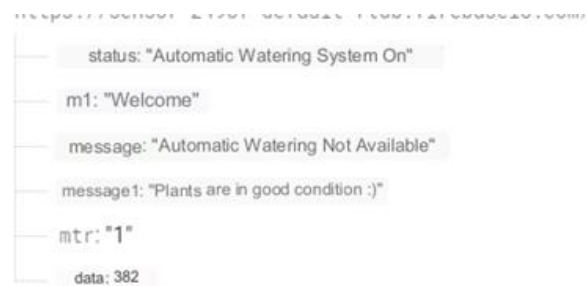 status: "Automatic Watering System On"
m1: "Welcome"
message: "Automatic Watering Not Available"
message1: "Plants are in good condition :)"
mtr: "1"
data: 382